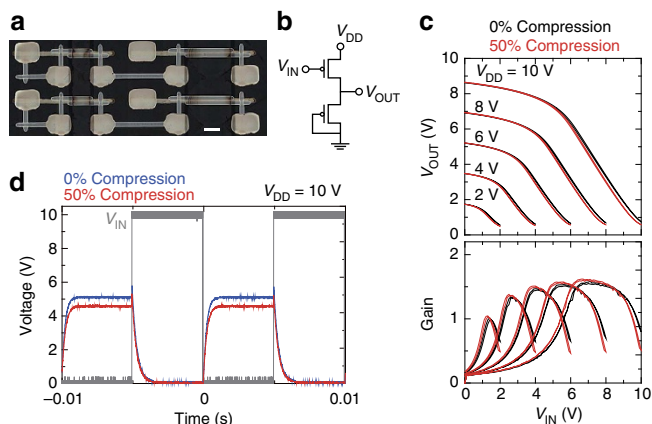 a
b
V_DD
V_IN
V_OUT
c
0% Compression
50% Compression
V_DD = 10 V
8 V
6 V
4 V
2 V
V_OUT (V)
10
8
6
4
2
0
Gain
2
1
0
0 2 4 6 8 10
V_IN (V)
d
0% Compression
50% Compression
V_DD = 10 V
V_IN
Voltage (V)
10
8
6
4
2
0
–0.01 0 0.01
Time (s)